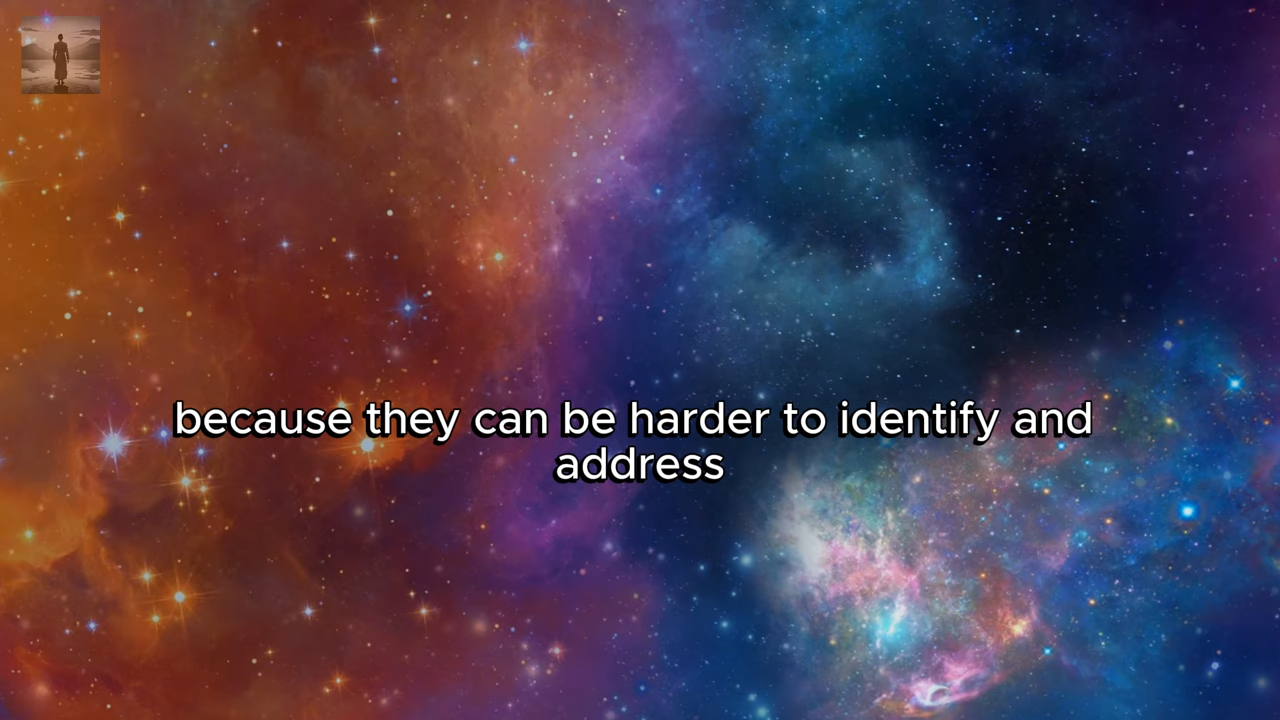 because they can be harder to identify and
address